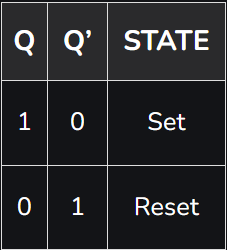 Q Q’ STATE
1 0 Set
0 1 Reset